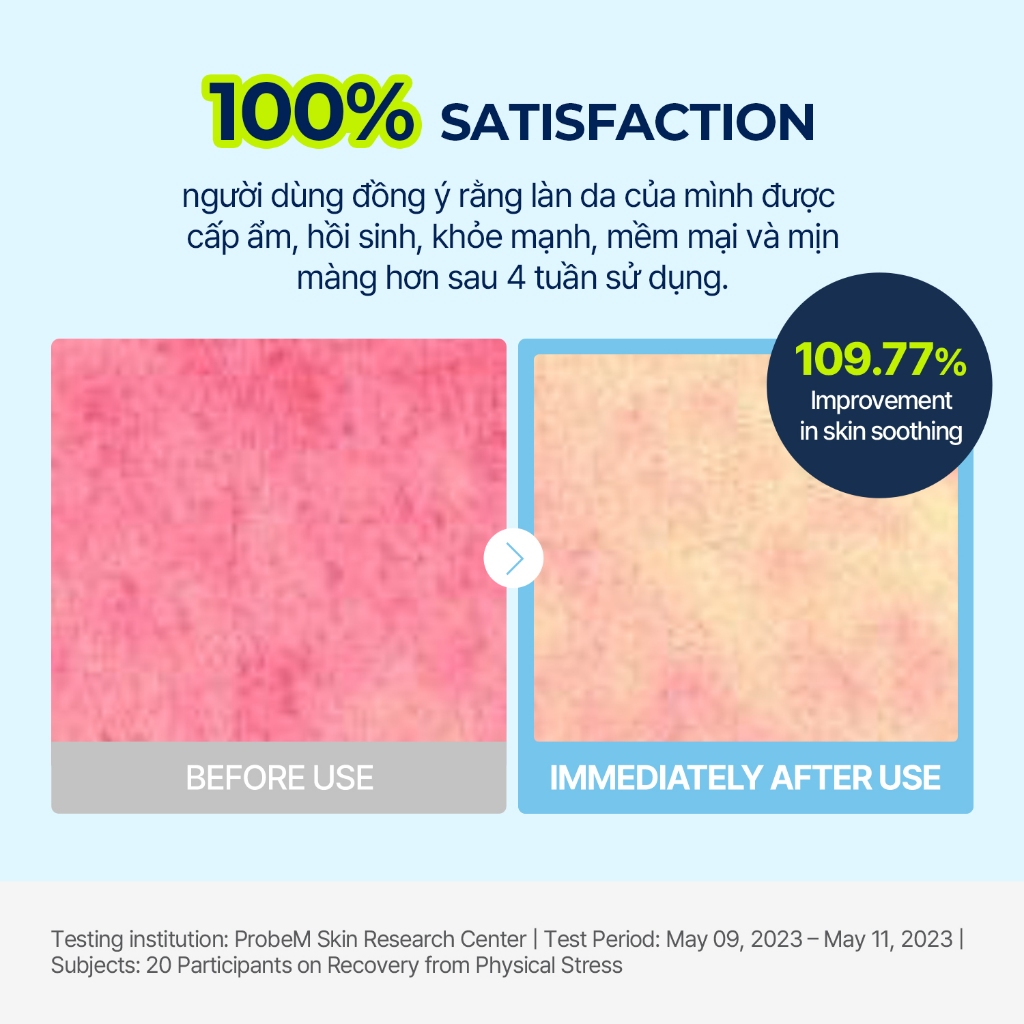 100% SATISFACTION
người dùng đồng ý rằng làn da của mình được
cấp ẩm, hồi sinh, khỏe mạnh, mềm mại và mịn
màng hơn sau 4 tuần sử dụng.
109.77%
Improvement
in skin soothing
BEFORE USE
IMMEDIATELY AFTER USE
Testing institution: ProbeM Skin Research Center | Test Period: May 09, 2023 – May 11, 2023 |
Subjects: 20 Participants on Recovery from Physical Stress